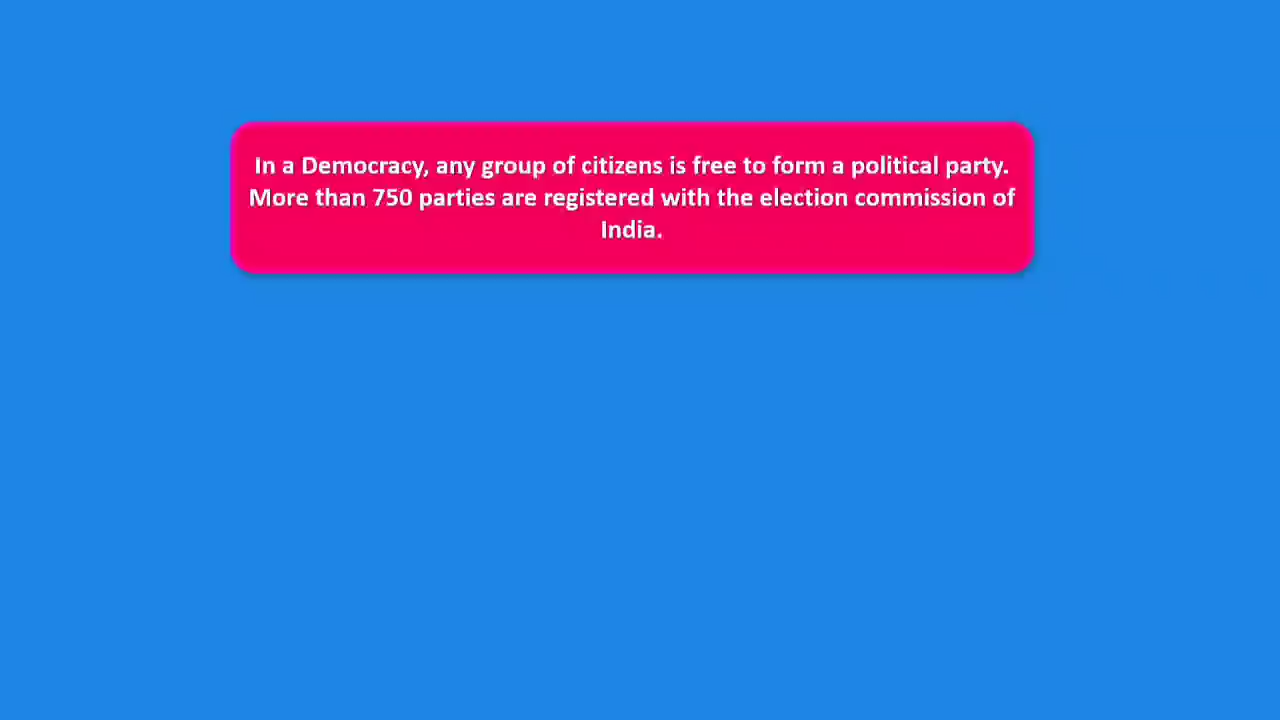 In a Democracy, any group of citizens is free to form a political party.
More than 750 parties are registered with the election commission of
India.